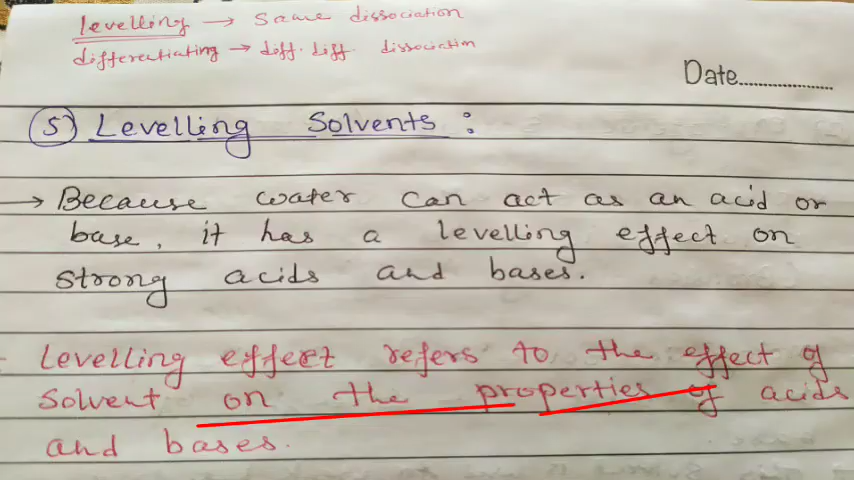 levelling → Same dissociation
differentiating → diff. diff. dissociation
Date....................
(5) Levelling Solvents :
→ Because water can act as an acid or
base, it has a levelling effect on
strong acids and bases.
- Levelling effect refers to the effect of
Solvent on the properties of acids
and bases.